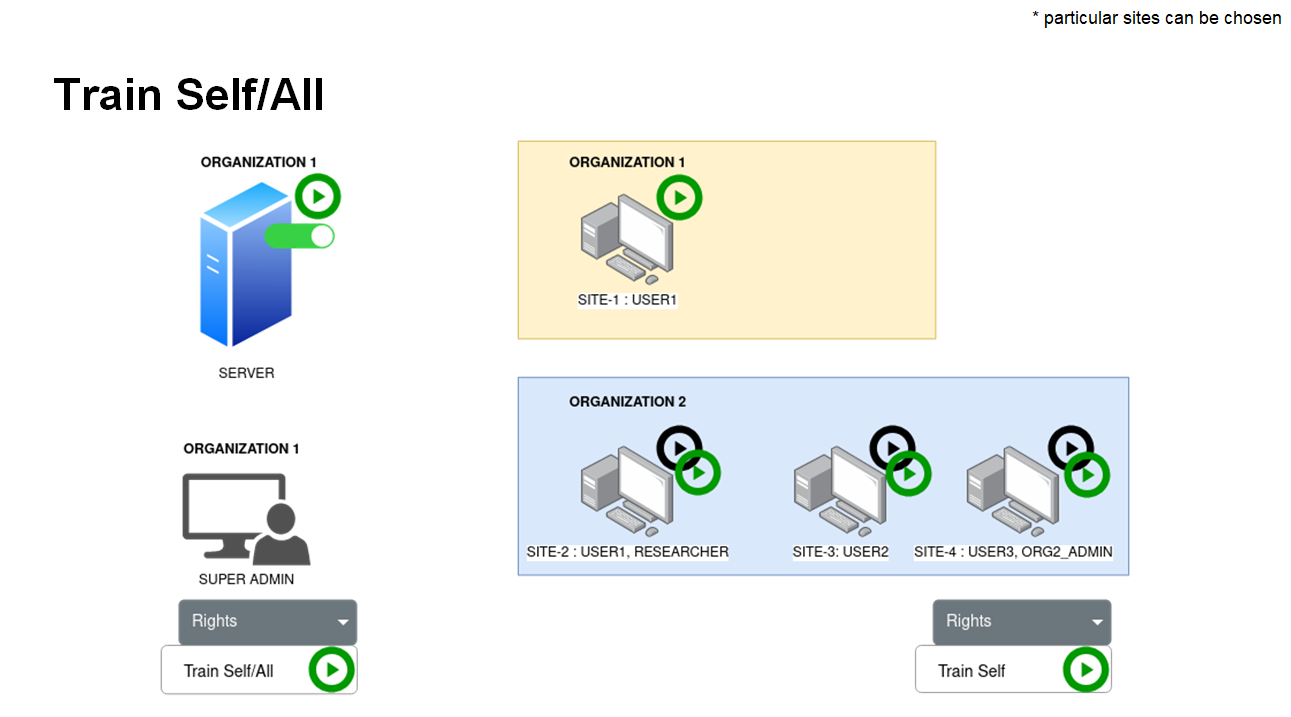 * particular sites can be chosen
Train Self/All
ORGANIZATION 1
SERVER
ORGANIZATION 1
SITE-1 : USER1
ORGANIZATION 2
SITE-2 : USER1, RESEARCHER
SITE-3: USER2
SITE-4 : USER3, ORG2_ADMIN
ORGANIZATION 1
SUPER ADMIN
Rights
Train Self/All
Rights
Train Self